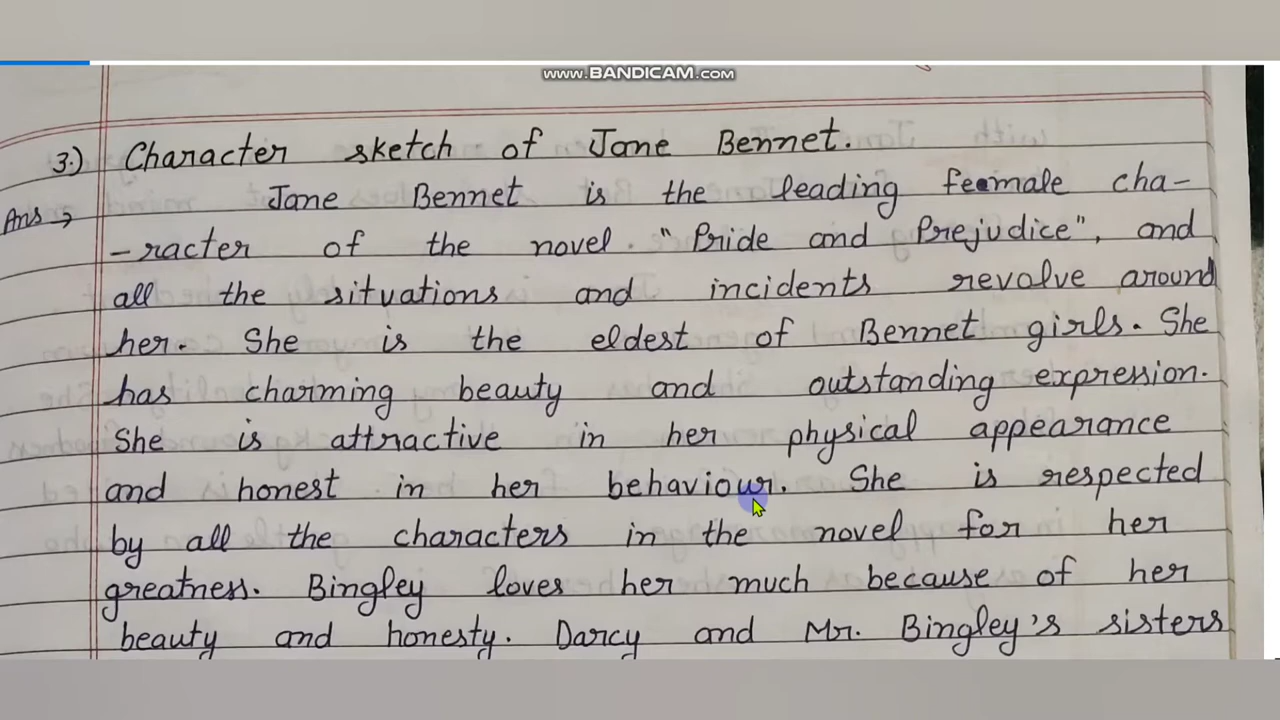 www.BANDICAM.com
3.) Character sketch of Jane Bennet.
Ans → Jane Bennet is the leading feemale cha-
-racter of the novel. "Pride and Prejudice", and
all the situations and incidents revolve around
her. She is the eldest of Bennet girls. She
has charming beauty and outstanding expression.
She is attractive in her physical appearance
and honest in her behaviour. She is respected
by all the characters in the novel for her
greatness. Bingley loves her much because of her
beauty and honesty. Darcy and Mr. Bingley's sisters